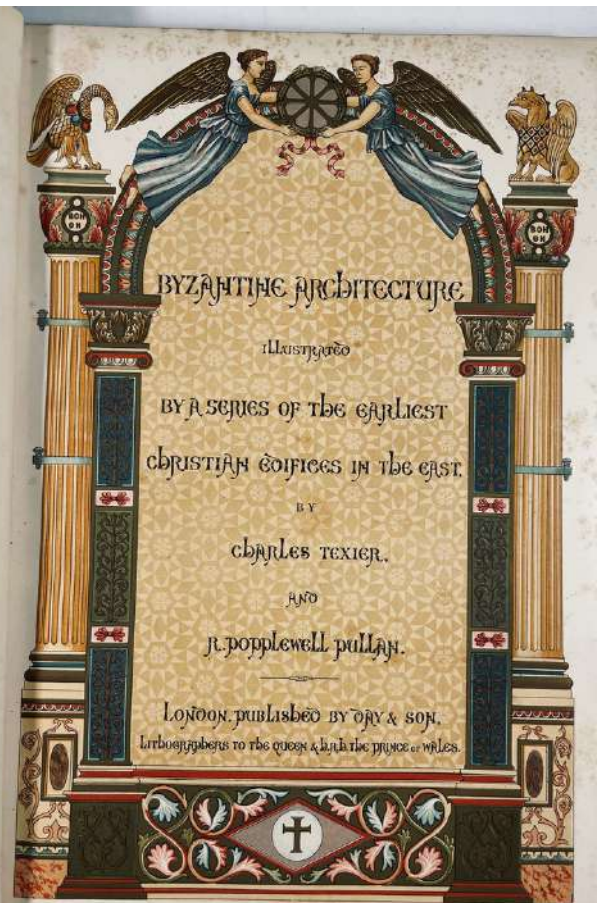 BYZANTINE ARCHITECTURE
ILLUSTRATED
BY A SERIES OF THE EARLIEST
CHRISTIAN EDIFICES IN THE EAST.
BY
CHARLES TEXIER.
AND
R. POPPLEWELL PULLAN.
LONDON, PUBLISHED BY DAY & SON,
LITHOGRAPHERS TO THE QUEEN & H.R.H. THE PRINCE OF WALES.